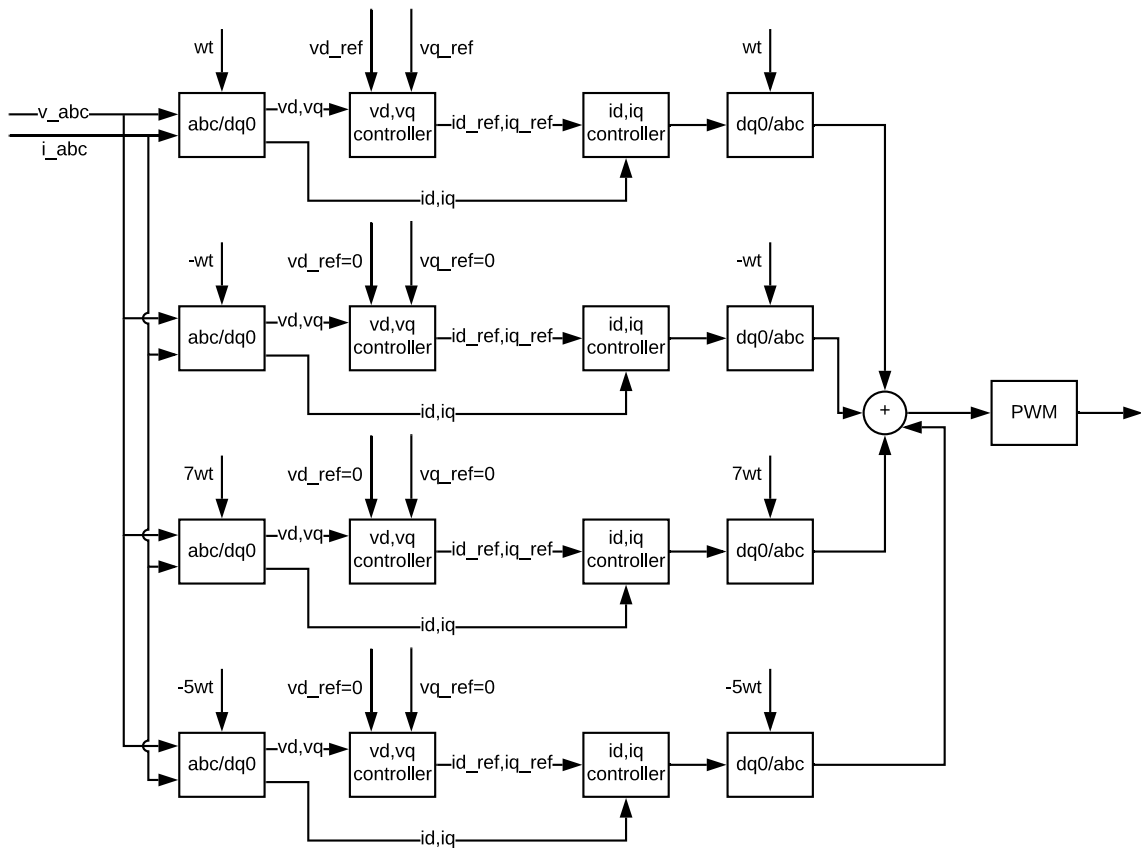 wt
vd_ref
vq_ref
wt
v_abc
i_abc
abc/dq0
vd,vq
vd,vq
controller
id_ref,iq_ref
id,iq
controller
dq0/abc
id,iq
-wt
vd_ref=0
vq_ref=0
-wt
abc/dq0
vd,vq
vd,vq
controller
id_ref,iq_ref
id,iq
controller
dq0/abc
id,iq
+
PWM
7wt
vd_ref=0
vq_ref=0
7wt
abc/dq0
vd,vq
vd,vq
controller
id_ref,iq_ref
id,iq
controller
dq0/abc
id,iq
-5wt
vd_ref=0
vq_ref=0
-5wt
abc/dq0
vd,vq
vd,vq
controller
id_ref,iq_ref
id,iq
controller
dq0/abc
id,iq